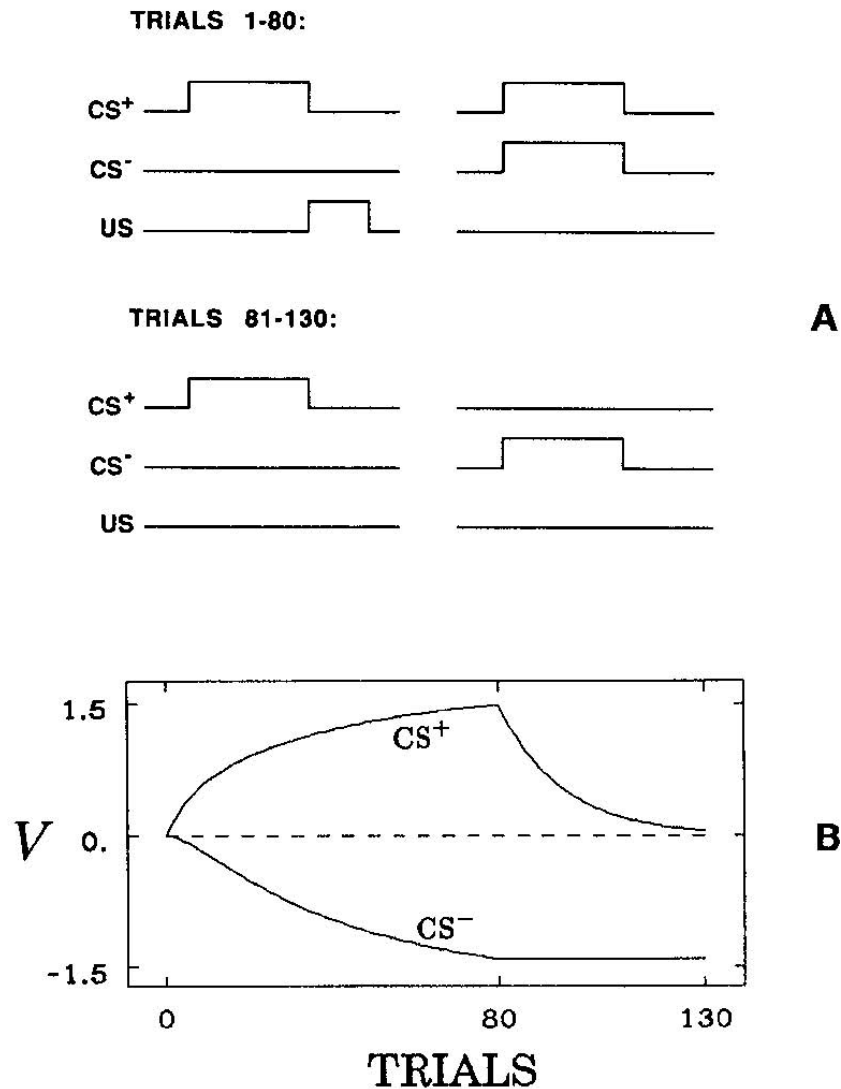 TRIALS 1-80:
CS+
CS-
US
TRIALS 81-130:
A
CS+
CS-
US
1.5
CS+
V 0. B
CS−
-1.5
0 80 130
TRIALS